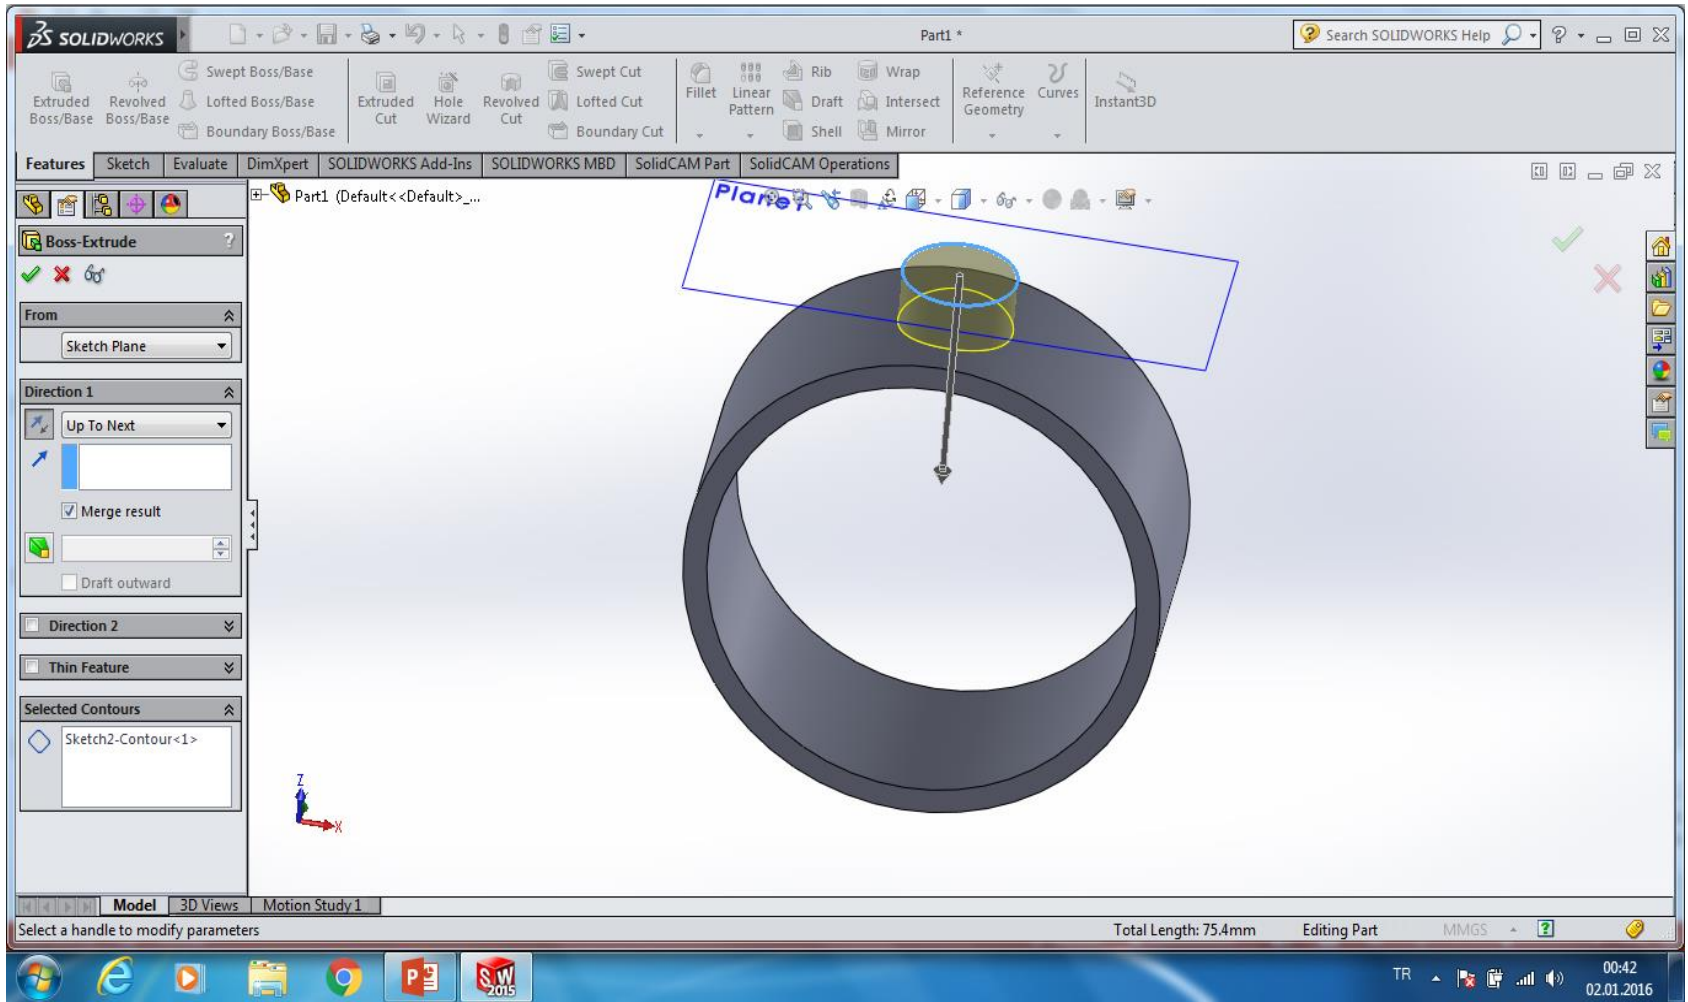 SOLIDWORKS
Part1 *
Search SOLIDWORKS Help
Extruded Boss/Base
Revolved Boss/Base
Swept Boss/Base
Lofted Boss/Base
Boundary Boss/Base
Extruded Cut
Hole Wizard
Revolved Cut
Swept Cut
Lofted Cut
Boundary Cut
Fillet
Linear Pattern
Rib
Draft
Shell
Wrap
Intersect
Mirror
Reference Geometry
Curves
Instant3D
Features
Sketch
Evaluate
DimXpert
SOLIDWORKS Add-Ins
SOLIDWORKS MBD
SolidCAM Part
SolidCAM Operations
Part1 (Default<<Default>_...
Plane1
Boss-Extrude
?
From
Sketch Plane
Direction 1
Up To Next
Merge result
Draft outward
Direction 2
Thin Feature
Selected Contours
Sketch2-Contour<1>
Z
X
Model
3D Views
Motion Study 1
Select a handle to modify parameters
Total Length: 75.4mm
Editing Part
MMGS
TR
SW
2015
00:42
02.01.2016